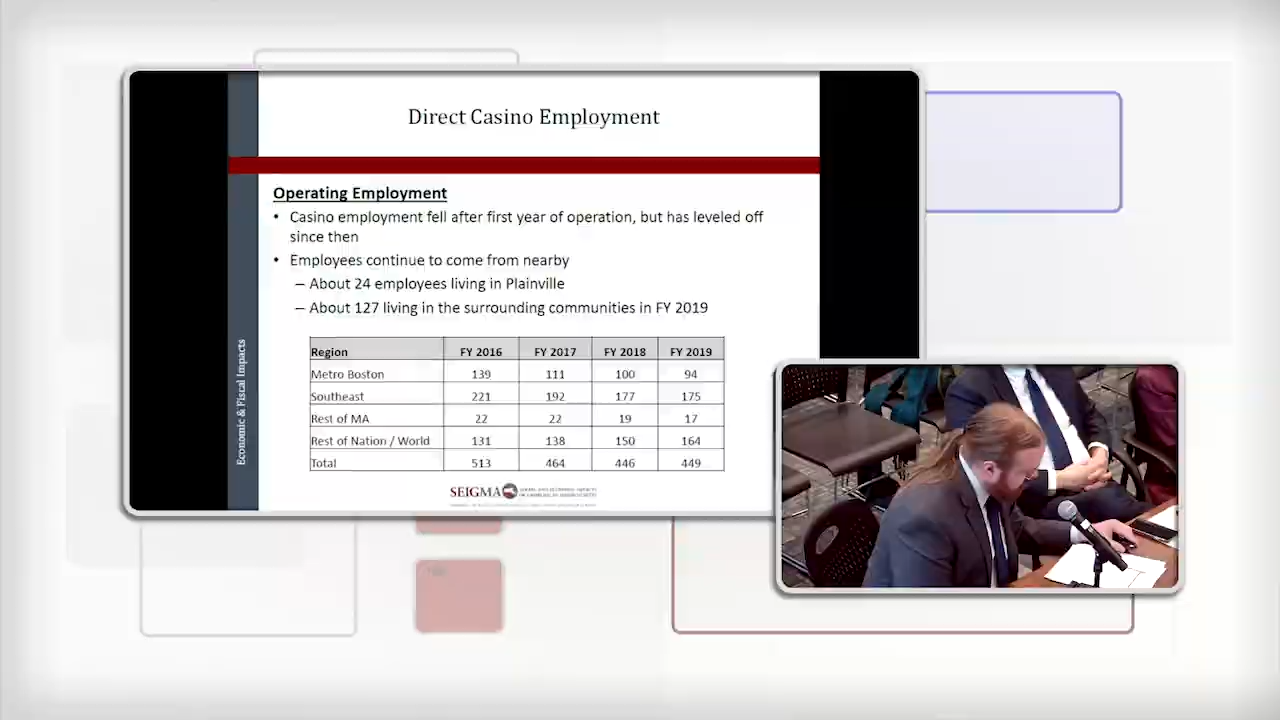 Direct Casino Employment
Operating Employment
• Casino employment fell after first year of operation, but has leveled off
since then
• Employees continue to come from nearby
– About 24 employees living in Plainville
– About 127 living in the surrounding communities in FY 2019
Region FY 2016 FY 2017 FY 2018 FY 2019
Metro Boston 139 111 100 94
Southeast 221 192 177 175
Rest of MA 22 22 19 17
Rest of Nation / World 131 138 150 164
Total 513 464 446 449
Economic & Fiscal Impacts
SEIGMA